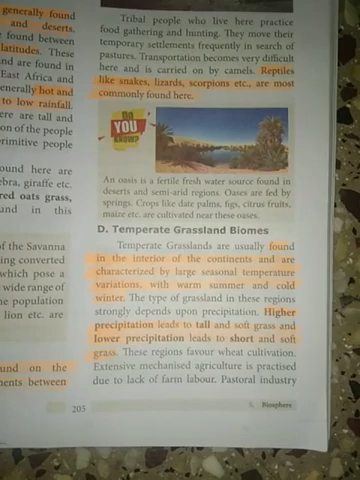 generally found
and deserts.
found between
latitudes. These
and are found in
East Africa and
generally hot and
to low rainfall.
ere are tall and
on of the people
primitive people
ound here are
ebra, giraffe etc.
red oats grass,
und in this
of the Savanna
ing converted
which pose a
wide range of
he population
lion etc. are
und on the
nents between
Tribal people who live here practice
food gathering and hunting. They move their
temporary settlements frequently in search of
pastures. Transportation becomes very difficult
here and is carried on by camels. Reptiles
like snakes, lizards, scorpions etc., are most
commonly found here.
Do
YOU
KNOW?
An oasis is a fertile fresh water source found in
deserts and semi-arid regions. Oases are fed by
springs. Crops like date palms, figs, citrus fruits,
maize etc. are cultivated near these oases.
D. Temperate Grassland Biomes
Temperate Grasslands are usually found
in the interior of the continents and are
characterized by large seasonal temperature
variations, with warm summer and cold
winter. The type of grassland in these regions
strongly depends upon precipitation. Higher
precipitation leads to tall and soft grass and
lower precipitation leads to short and soft
grass. These regions favour wheat cultivation.
Extensive mechanised agriculture is practised
due to lack of farm labour. Pastoral industry
205
Biosphere